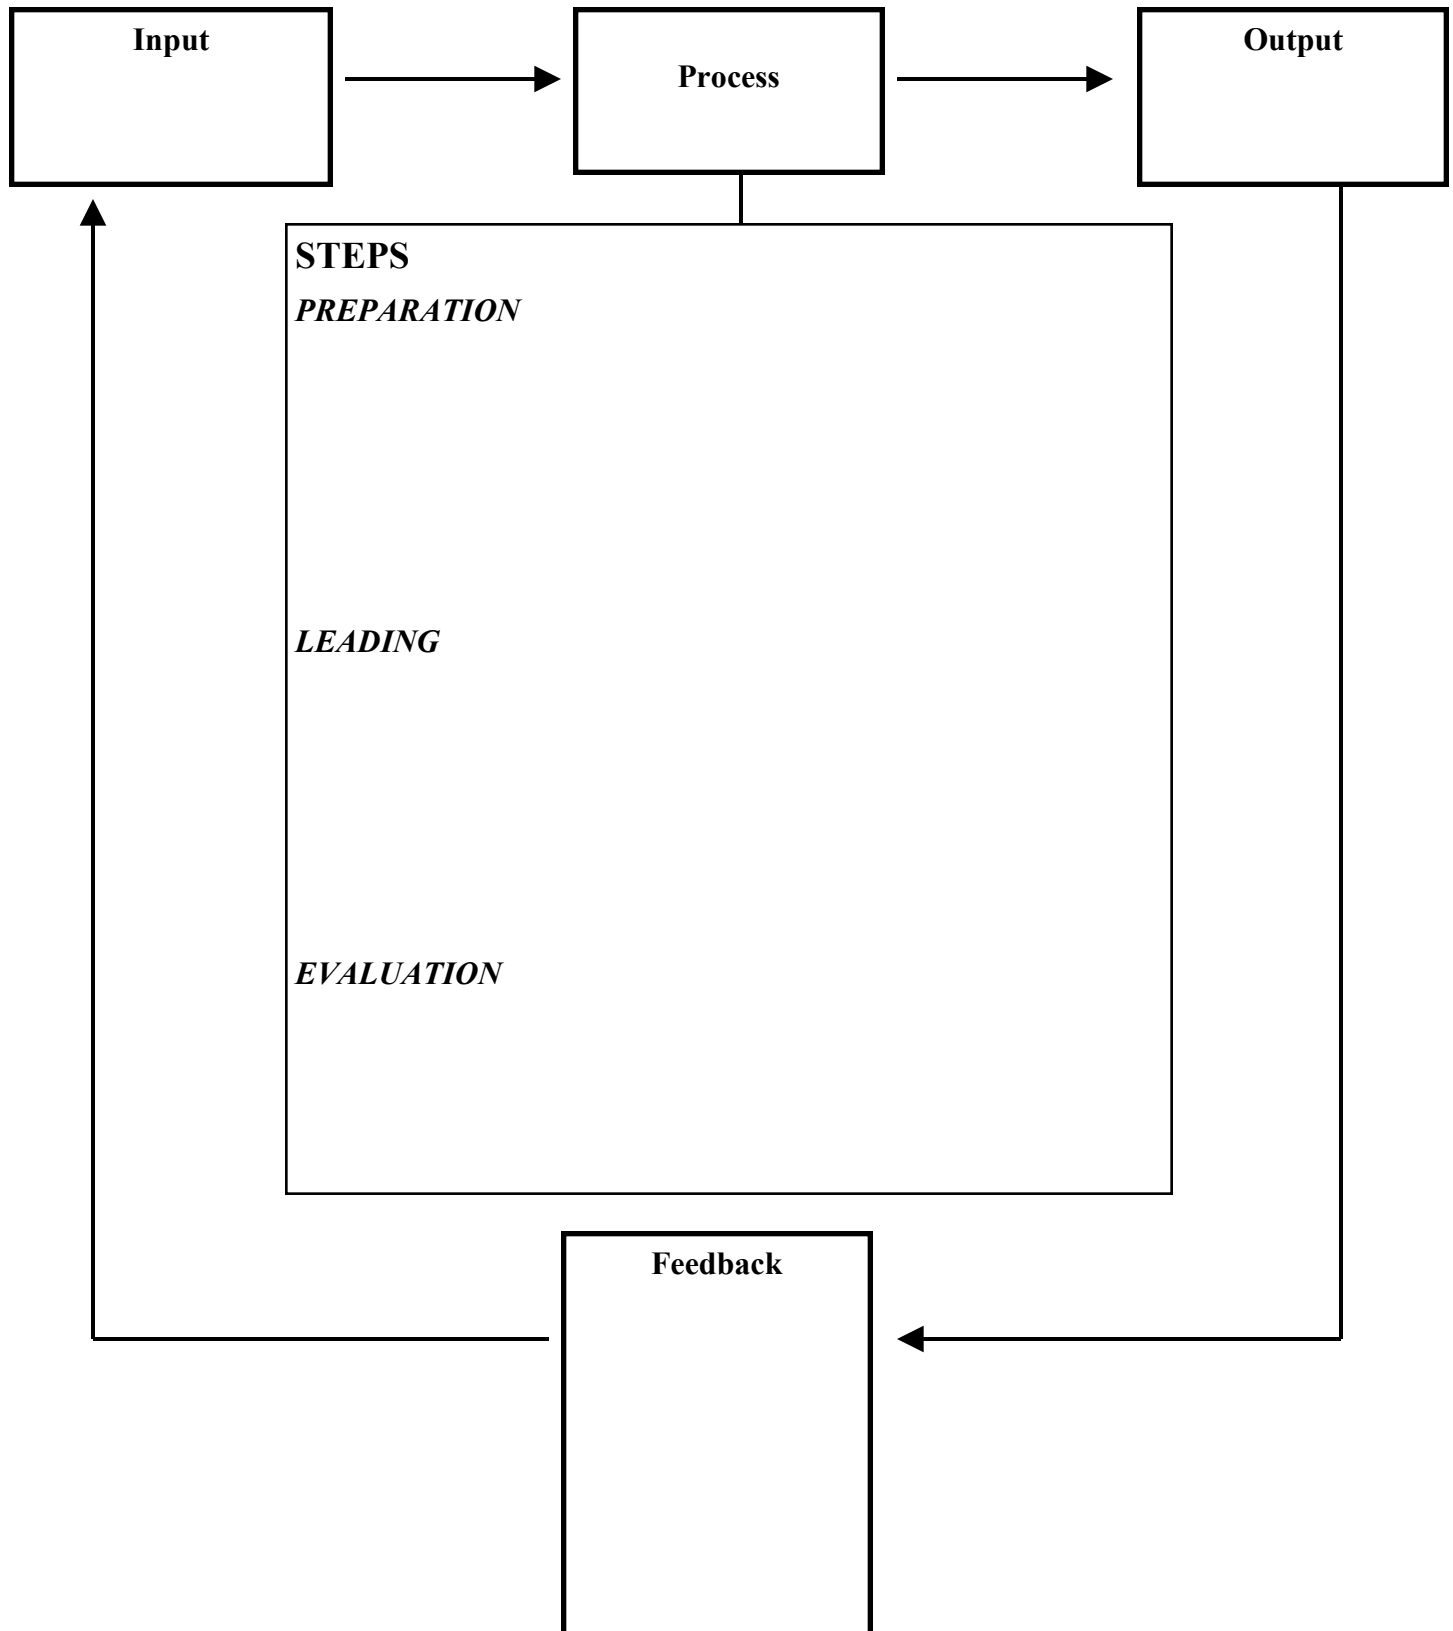 Input
Process
Output
STEPS
PREPARATION
LEADING
EVALUATION
Feedback